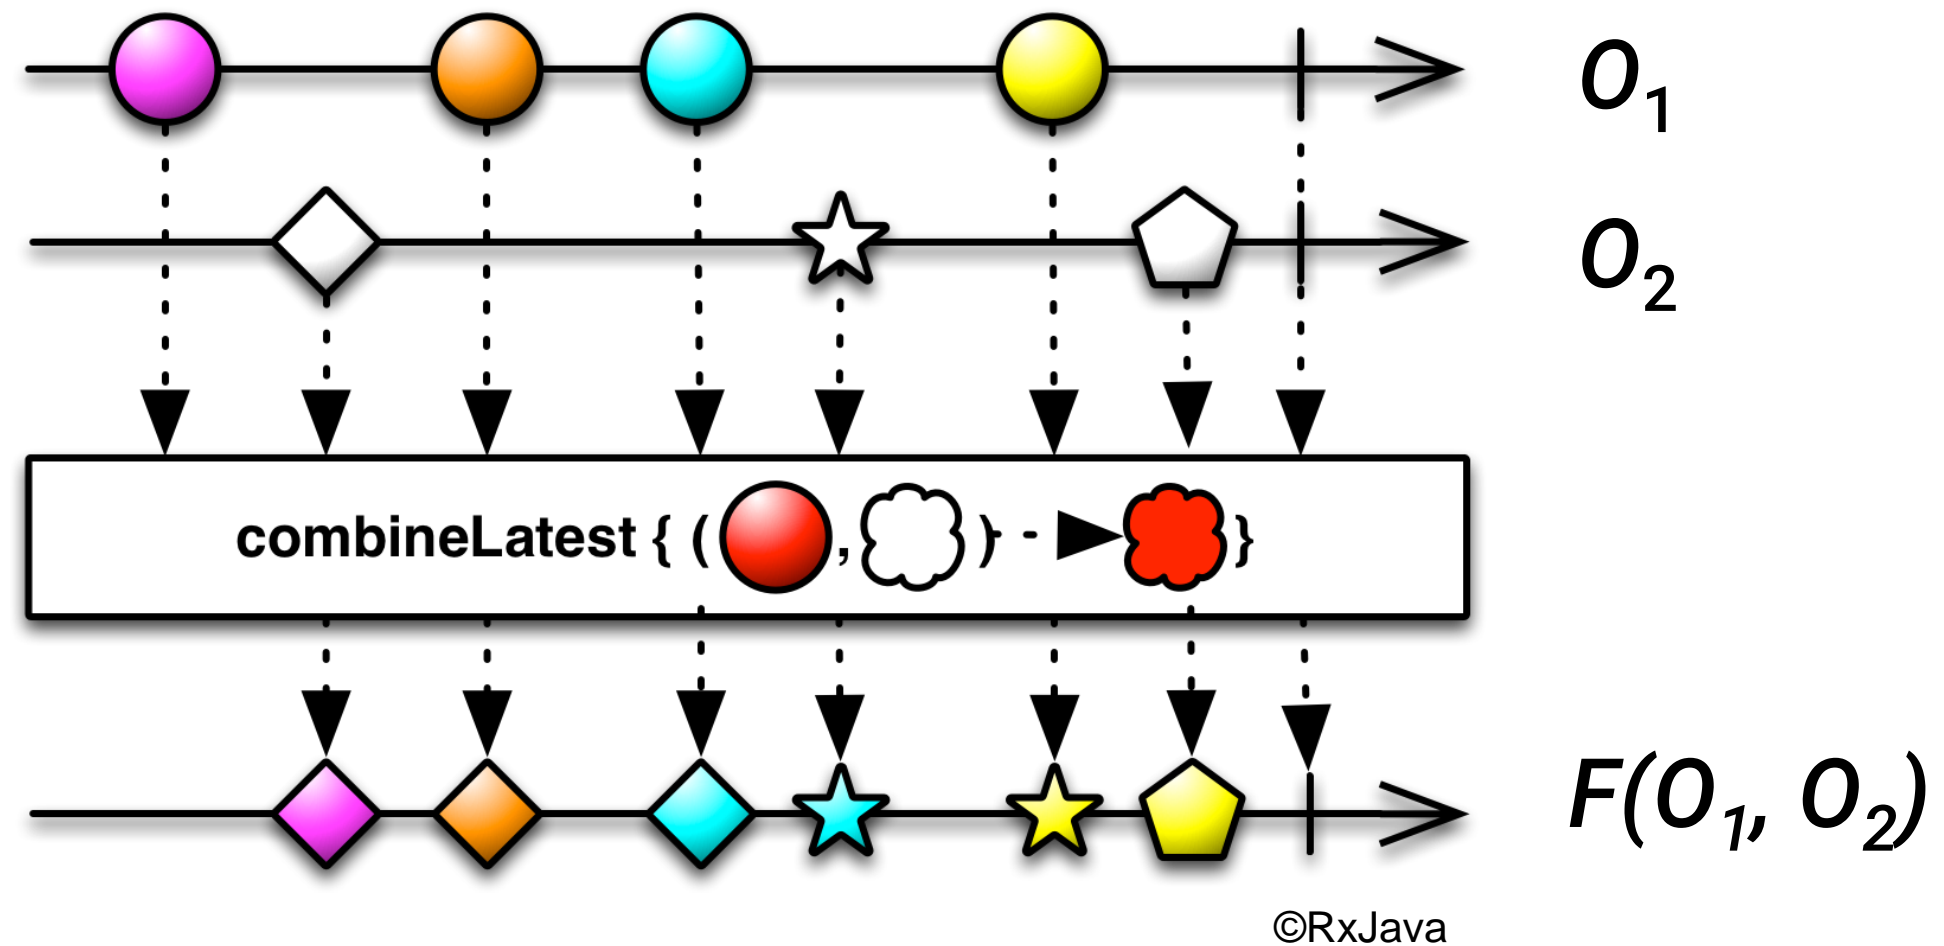 O₁
O₂
combineLatest { ( , ) }
F(O₁, O₂)
©RxJava